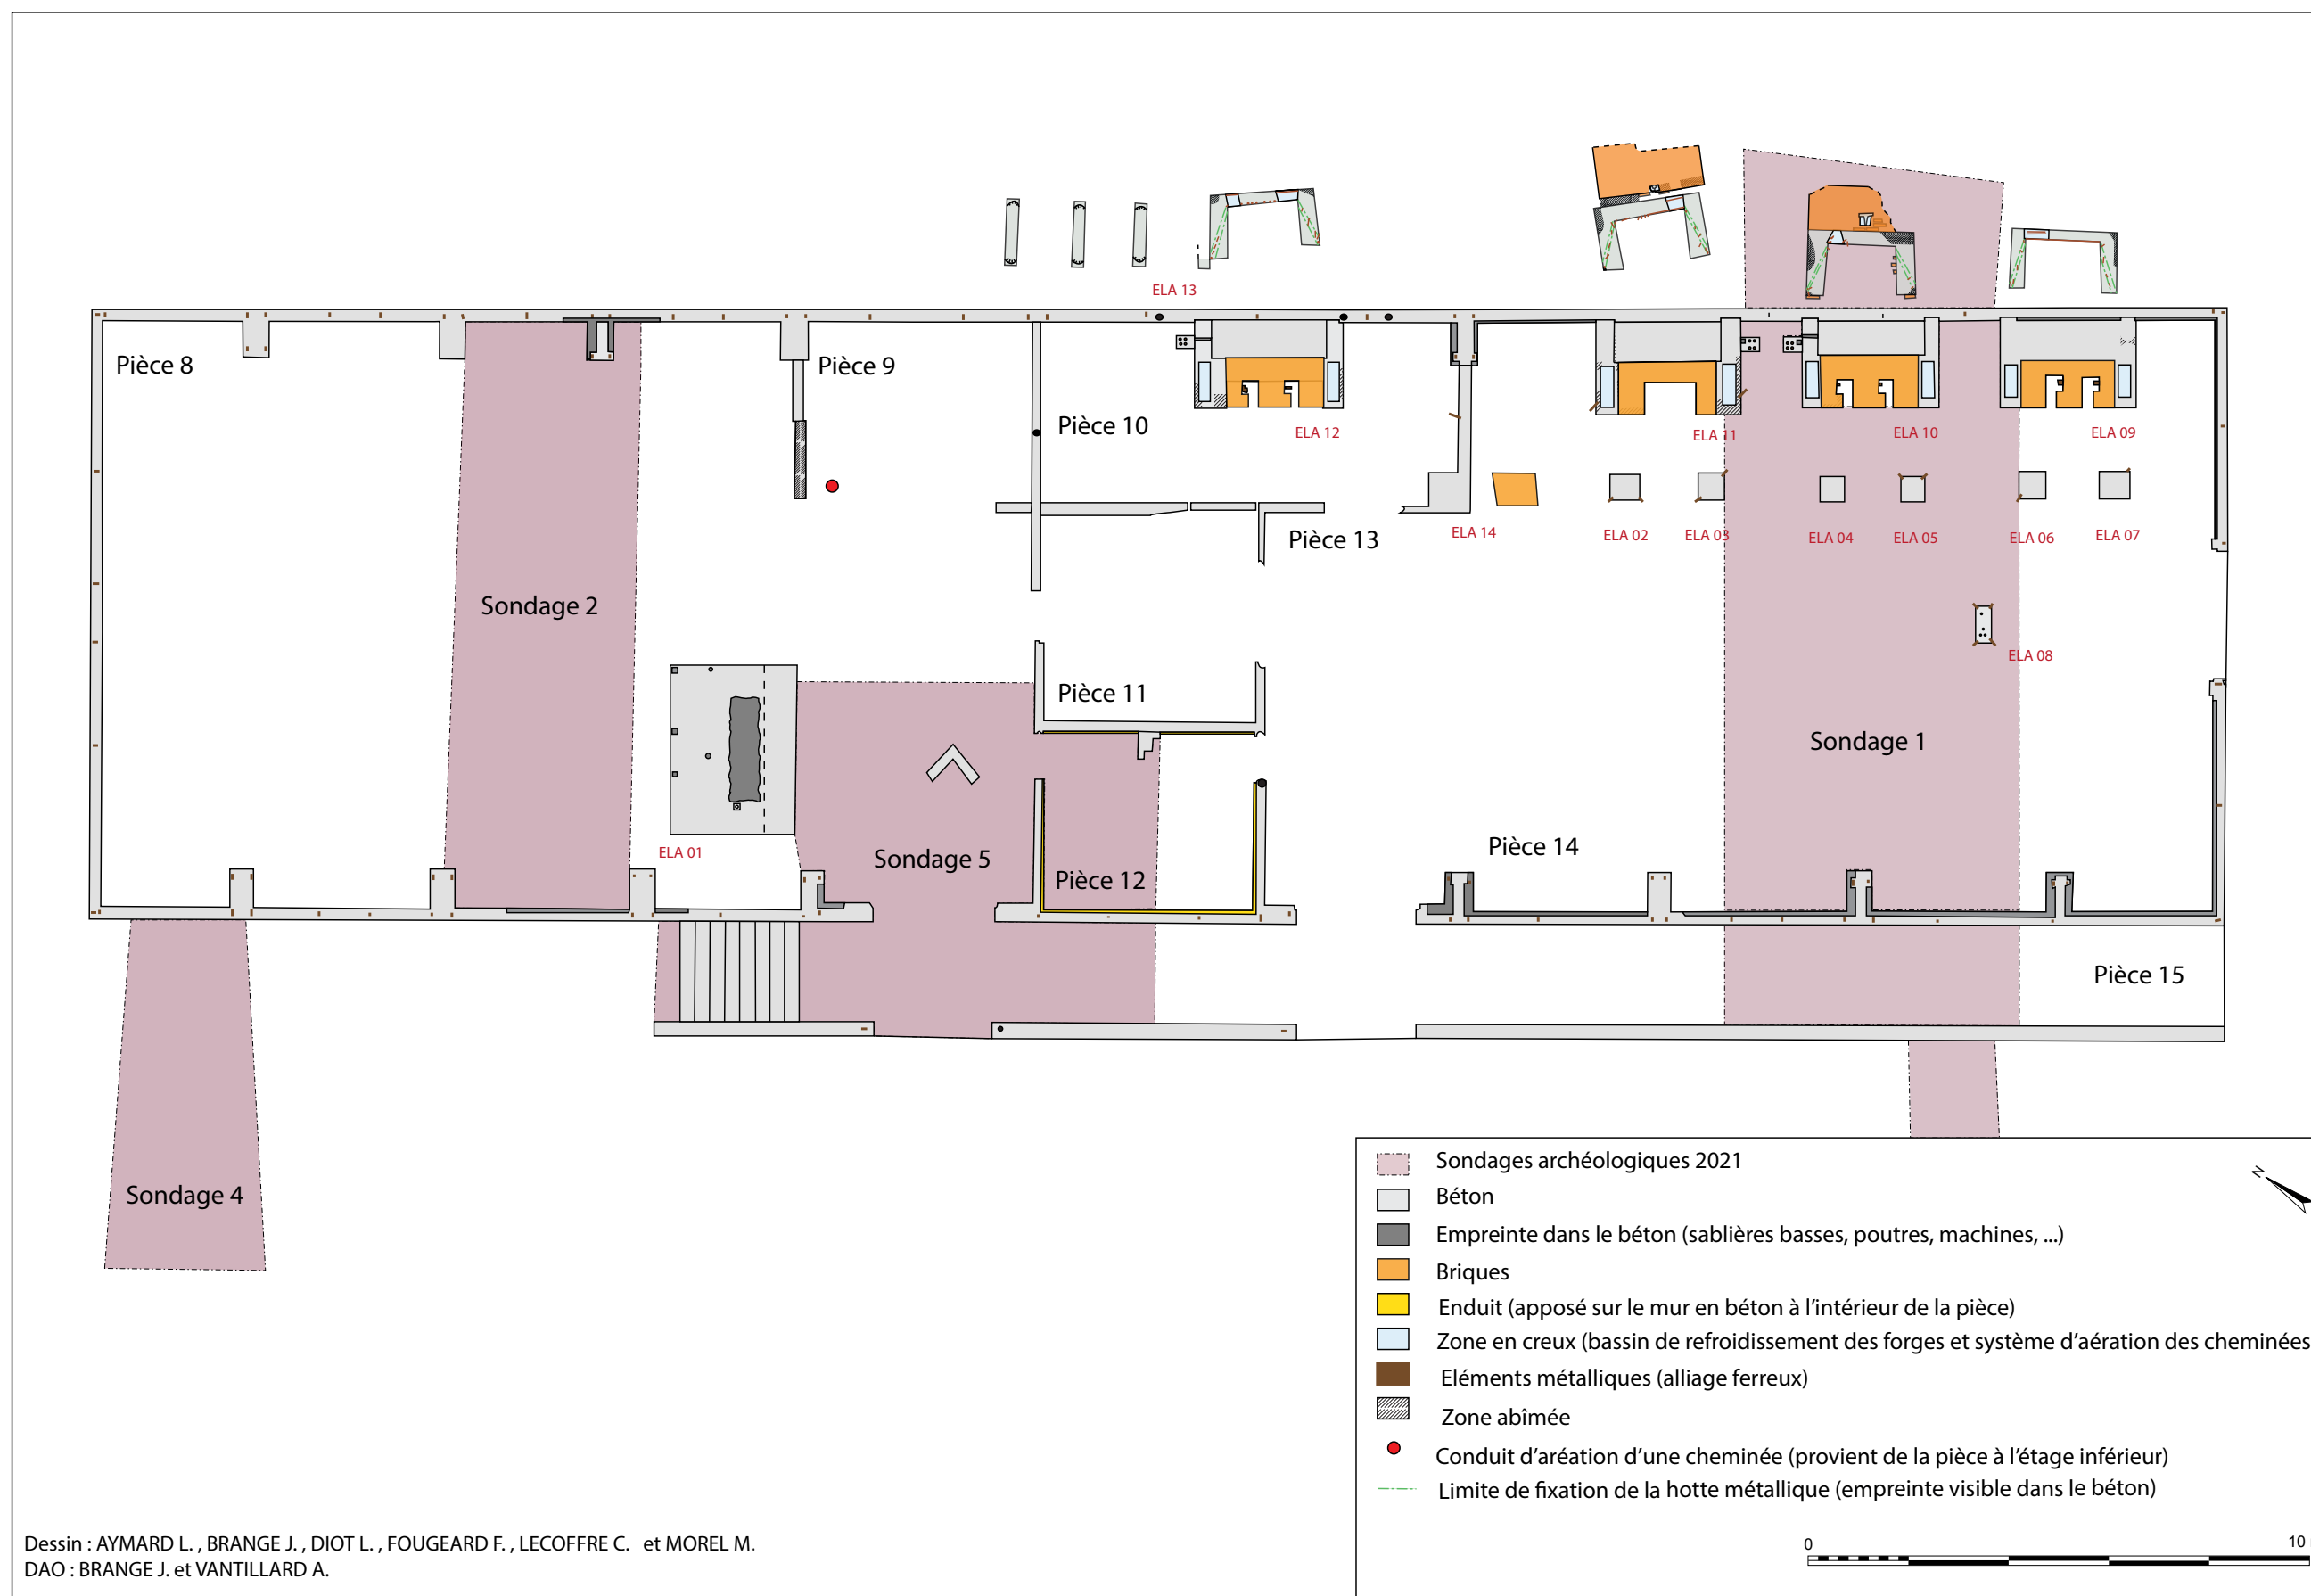 ELA 13
Pièce 8
Pièce 9
Pièce 10
ELA 12
ELA 11
ELA 10
ELA 09
Pièce 13
ELA 14
ELA 02
ELA 03
ELA 04
ELA 05
ELA 06
ELA 07
Sondage 2
ELA 08
Pièce 11
Sondage 1
ELA 01
Sondage 5
Pièce 12
Pièce 14
Pièce 15
Sondage 4
Sondages archéologiques 2021
Béton
Empreinte dans le béton (sablières basses, poutres, machines, ...)
Briques
Enduit (apposé sur le mur en béton à l'intérieur de la pièce)
Zone en creux (bassin de refroidissement des forges et système d'aération des cheminées
Eléments métalliques (alliage ferreux)
Zone abîmée
Conduit d'aréation d'une cheminée (provient de la pièce à l'étage inférieur)
Limite de fixation de la hotte métallique (empreinte visible dans le béton)
N
0 10
Dessin : AYMARD L. , BRANGE J. , DIOT L. , FOUGEARD F. , LECOFFRE C. et MOREL M.
DAO : BRANGE J. et VANTILLARD A.